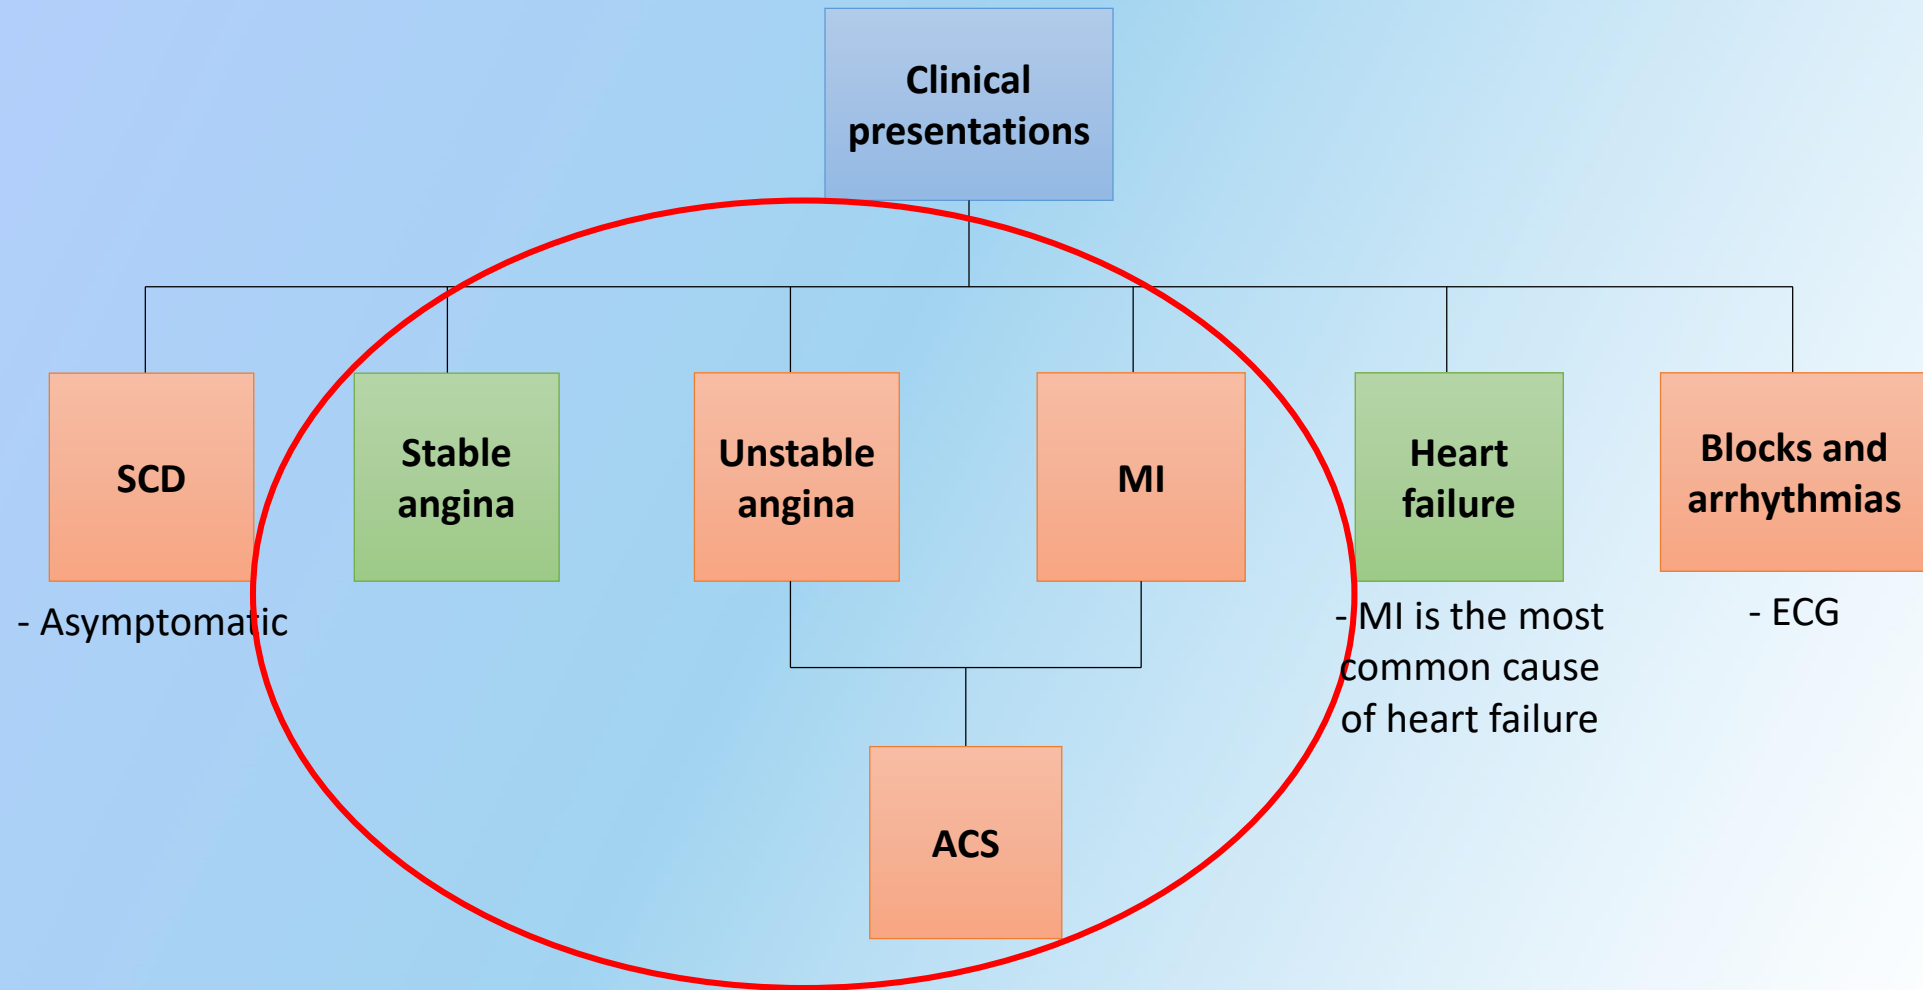 Clinical
presentations
SCD
- Asymptomatic
Stable
angina
Unstable
angina
MI
Heart
failure
- MI is the most
common cause
of heart failure
Blocks and
arrhythmias
- ECG
ACS